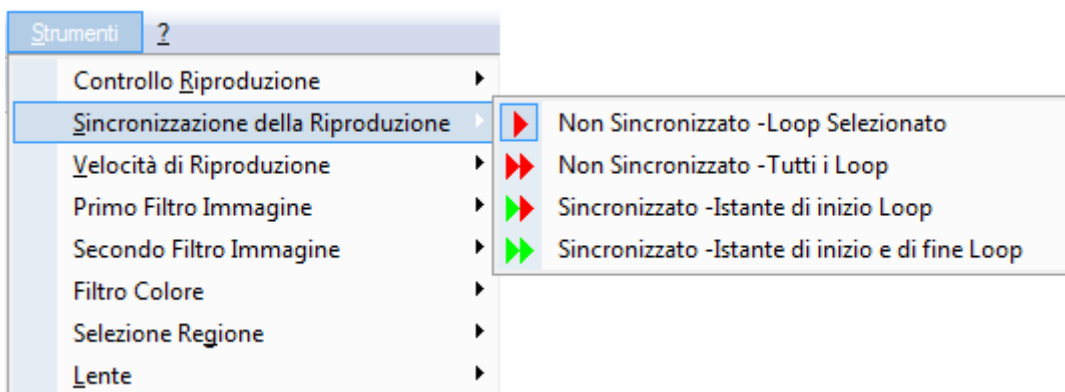 Strumenti ?
Controllo Riproduzione
Sincronizzazione della Riproduzione
Non Sincronizzato -Loop Selezionato
Velocità di Riproduzione
Non Sincronizzato -Tutti i Loop
Primo Filtro Immagine
Sincronizzato -Istante di inizio Loop
Secondo Filtro Immagine
Sincronizzato -Istante di inizio e di fine Loop
Filtro Colore
Selezione Regione
Lente